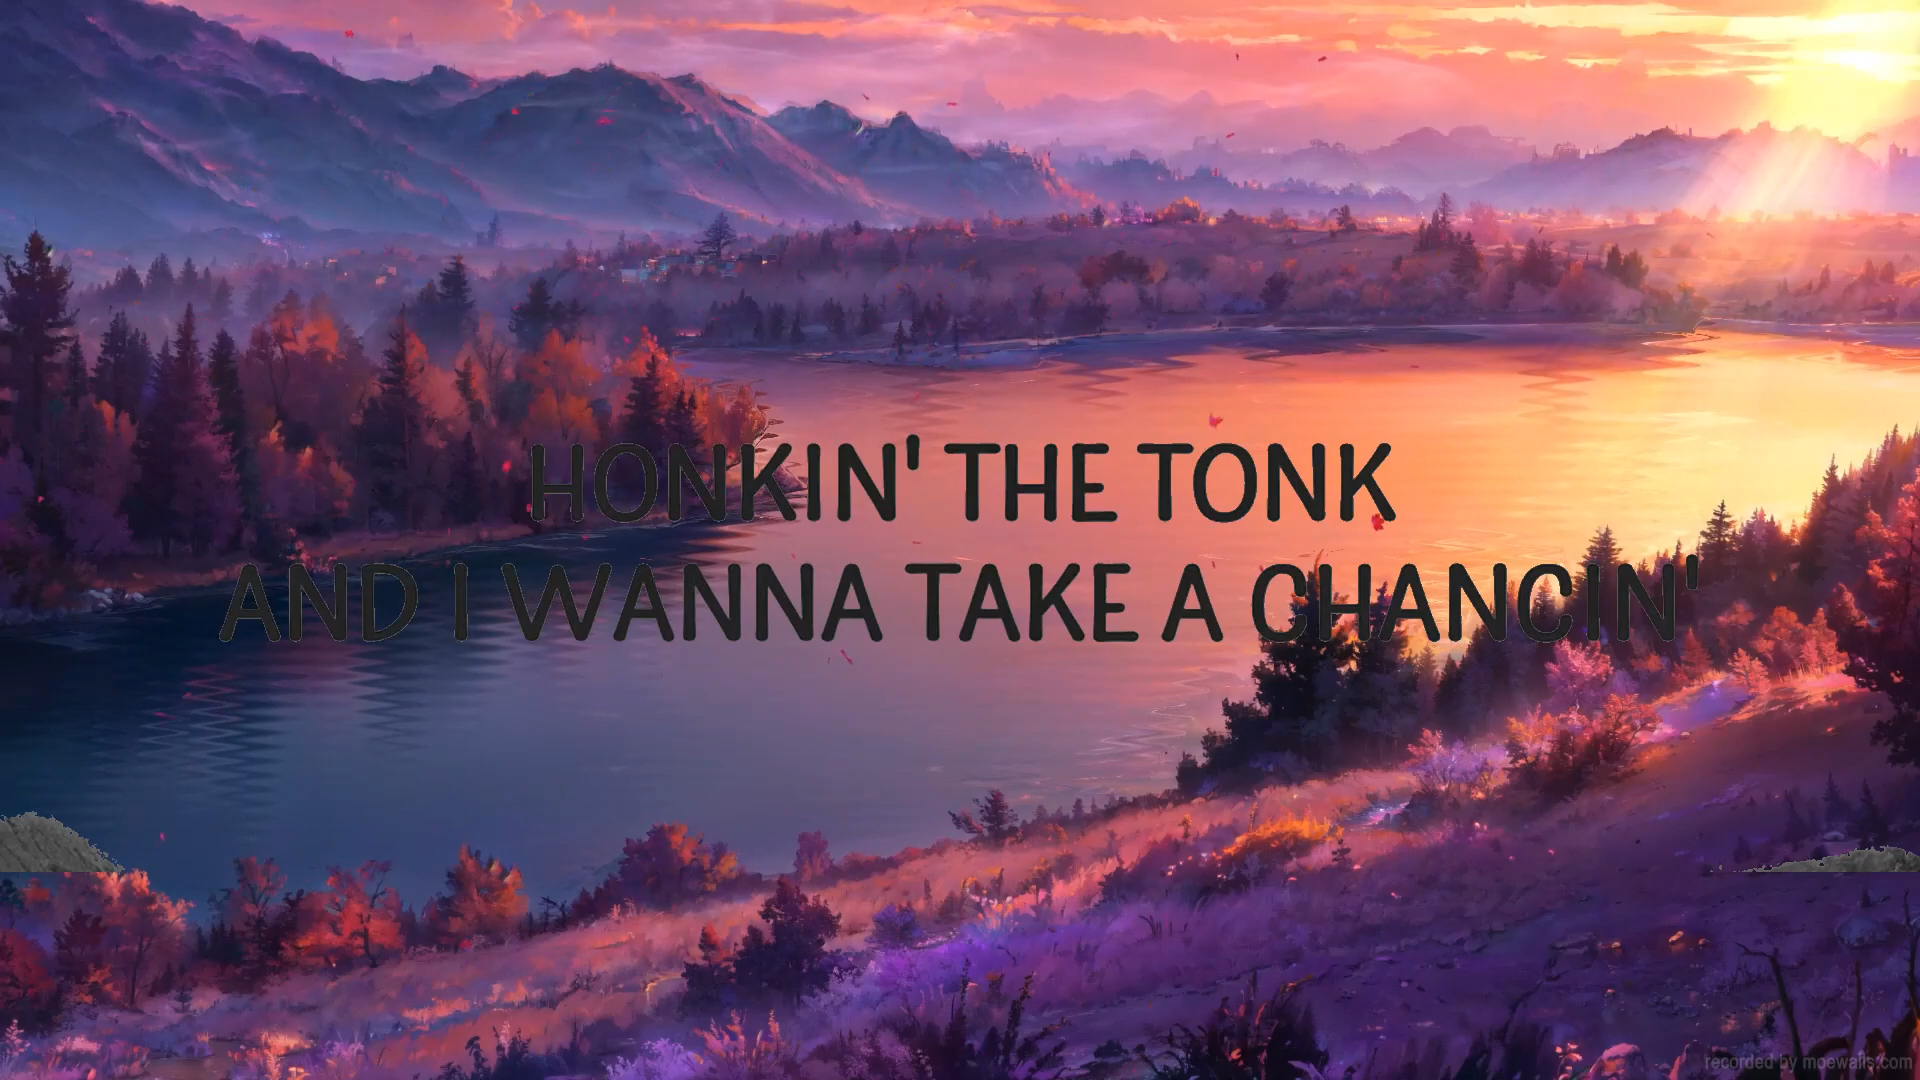 HONKIN' THE TONK
AND I WANNA TAKE A CHANCIN'
recorded by moewalls.com